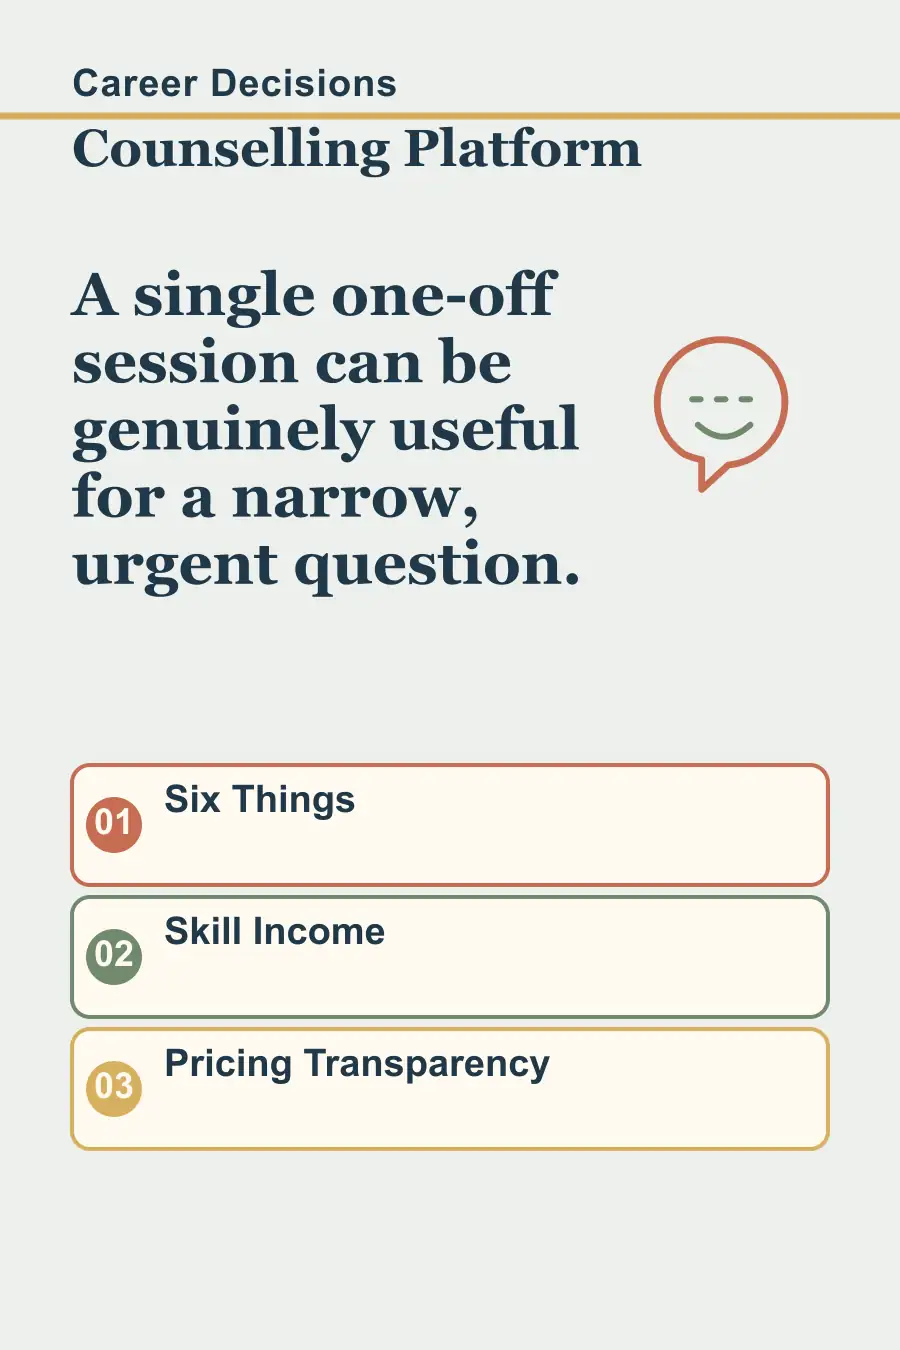 Career Decisions
Counselling Platform
A single one-off
session can be
genuinely useful
for a narrow,
urgent question.
01 Six Things
02 Skill Income
03 Pricing Transparency